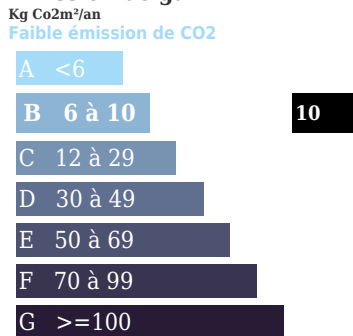 Kg Co2m²/an
Faible émission de CO2
A <6
B 6 à 10 10
C 12 à 29
D 30 à 49
E 50 à 69
F 70 à 99
G >=100